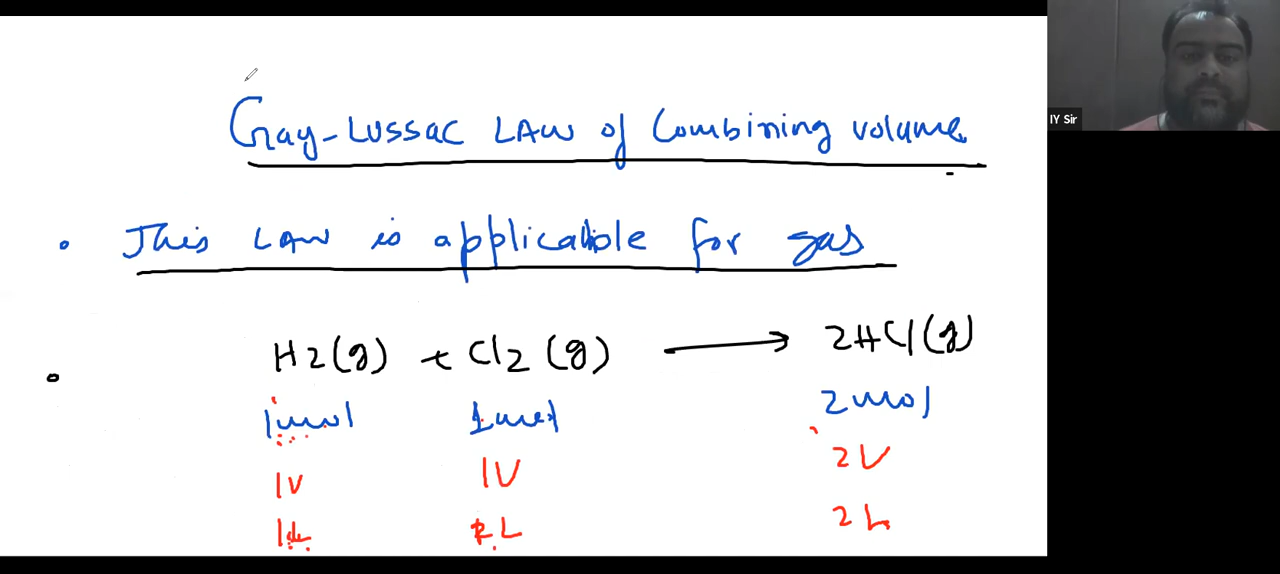 Gay-Lussac LAW of Combining volume
IY Sir
• This LAW is applicable for gas
• H2(g) + Cl2(g) → 2HCl(g)
1mol 1mol 2mol
1V 1V 2V
1L L 2L